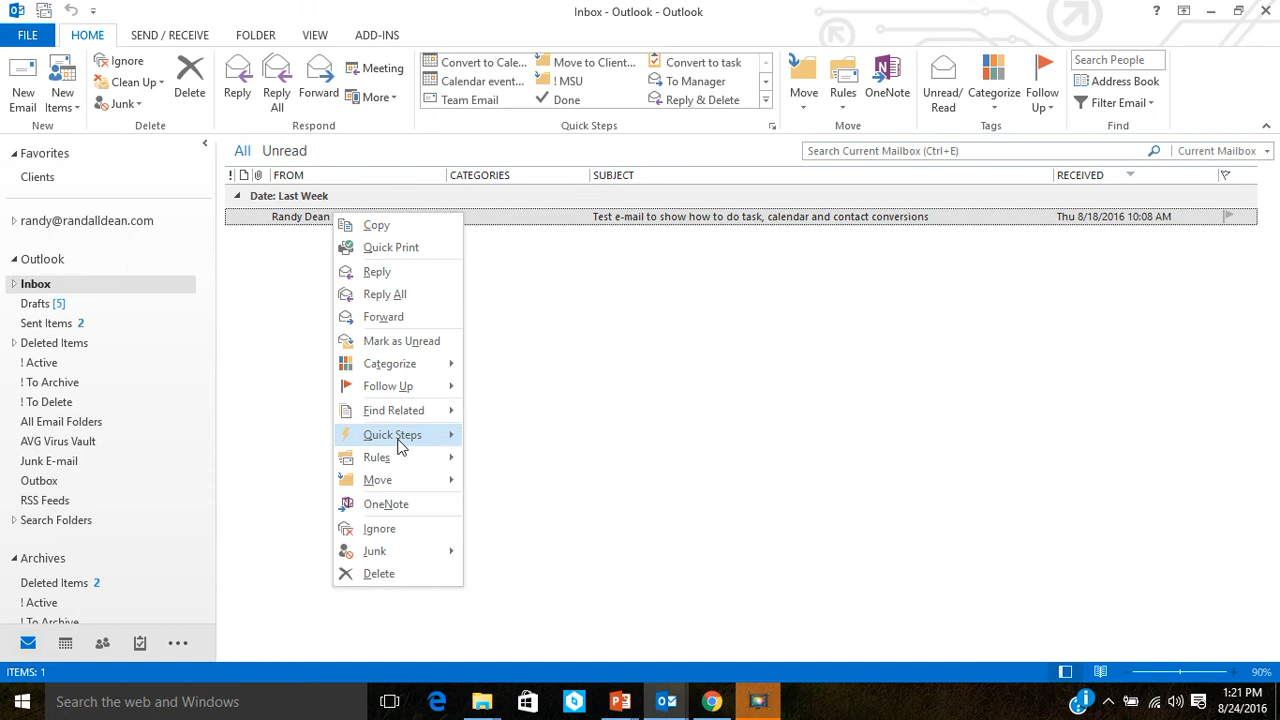 Inbox - Outlook - Outlook
?
FILE HOME SEND / RECEIVE FOLDER VIEW ADD-INS
New Email
New Items
New
Ignore
Clean Up
Junk
Delete
Delete
Reply
Reply All
Forward
Meeting
More
Respond
Convert to Cale...
Calendar event...
Team Email
Move to Client...
! MSU
Done
Convert to task
To Manager
Reply & Delete
Quick Steps
Move
Rules
OneNote
Move
Unread/ Read
Categorize
Follow Up
Tags
Search People
Address Book
Filter Email
Find
Favorites
Clients
randy@randalldean.com
Outlook
Inbox
Drafts [5]
Sent Items 2
Deleted Items
! Active
! To Archive
! To Delete
All Email Folders
AVG Virus Vault
Junk E-mail
Outbox
RSS Feeds
Search Folders
Archives
Deleted Items 2
! Active
! To Archive
All Unread
Search Current Mailbox (Ctrl+E) Current Mailbox
! FROM CATEGORIES SUBJECT RECEIVED
Date: Last Week
Randy Dean Test e-mail to show how to do task, calendar and contact conversions Thu 8/18/2016 10:08 AM
Copy
Quick Print
Reply
Reply All
Forward
Mark as Unread
Categorize
Follow Up
Find Related
Quick Steps
Rules
Move
OneNote
Ignore
Junk
Delete
ITEMS: 1 90%
Search the web and Windows
1:21 PM
8/24/2016